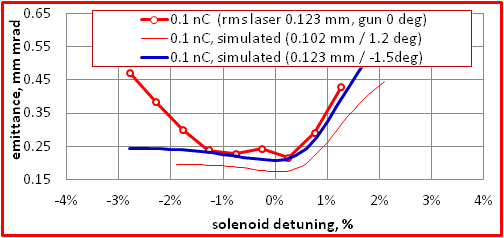 0.65
0.55
0.45
0.35
0.25
0.15
emittance, mm mrad
0.1 nC (rms laser 0.123 mm, gun 0 deg)
0.1 nC, simulated (0.102 mm / 1.2 deg)
0.1 nC, simulated (0.123 mm / -1.5deg)
-4% -3% -2% -1% 0% 1% 2% 3% 4%
solenoid detuning, %